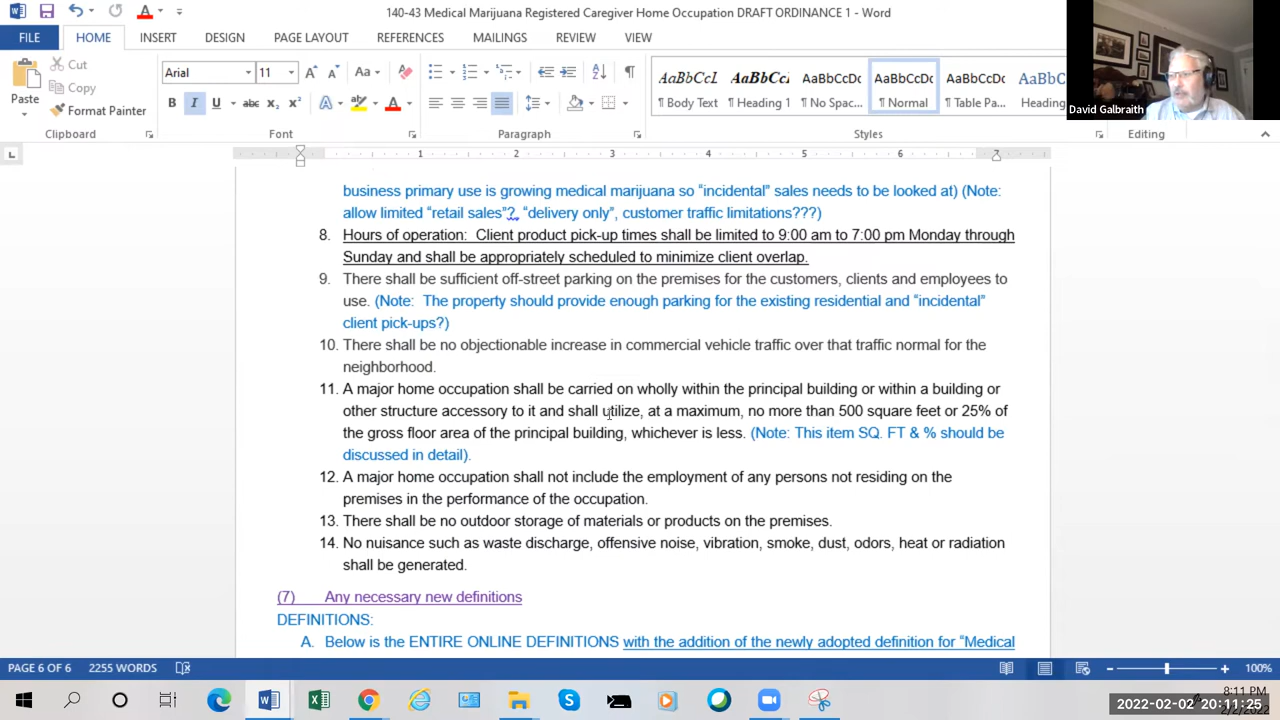 140-43 Medical Marijuana Registered Caregiver Home Occupation DRAFT ORDINANCE 1 - Word
FILE HOME INSERT DESIGN PAGE LAYOUT REFERENCES MAILINGS REVIEW VIEW
Paste
Cut
Copy
Format Painter
Clipboard
Arial 11
Font
Paragraph
AaBbCcL AaBbCcI AaBbCcDc AaBbCcDc AaBbCcDc AaBbC
¶ Body Text ¶ Heading ¶ No Spac... ¶ Normal ¶ Table Pa... Heading
Styles
Editing
David Galbraith
1 2 3 4 5 6 7
business primary use is growing medical marijuana so “incidental” sales needs to be looked at) (Note:
allow limited “retail sales”?, “delivery only”, customer traffic limitations???)
8. Hours of operation: Client product pick-up times shall be limited to 9:00 am to 7:00 pm Monday through
Sunday and shall be appropriately scheduled to minimize client overlap.
9. There shall be sufficient off-street parking on the premises for the customers, clients and employees to
use. (Note: The property should provide enough parking for the existing residential and “incidental”
client pick-ups?)
10. There shall be no objectionable increase in commercial vehicle traffic over that traffic normal for the
neighborhood.
11. A major home occupation shall be carried on wholly within the principal building or within a building or
other structure accessory to it and shall utilize, at a maximum, no more than 500 square feet or 25% of
the gross floor area of the principal building, whichever is less. (Note: This item SQ. FT & % should be
discussed in detail).
12. A major home occupation shall not include the employment of any persons not residing on the
premises in the performance of the occupation.
13. There shall be no outdoor storage of materials or products on the premises.
14. No nuisance such as waste discharge, offensive noise, vibration, smoke, dust, odors, heat or radiation
shall be generated.
(7) Any necessary new definitions
DEFINITIONS:
A. Below is the ENTIRE ONLINE DEFINITIONS with the addition of the newly adopted definition for “Medical
PAGE 6 OF 6 2255 WORDS 100%
8:11 PM
2/2/2022
2022-02-02 20:11:25